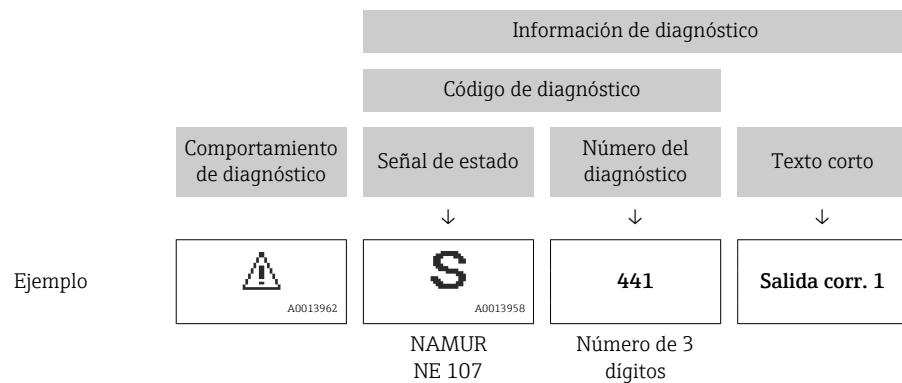 Información de diagnóstico
Código de diagnóstico
Comportamiento
de diagnóstico
Señal de estado
Número del
diagnóstico
Texto corto
↓ ↓ ↓
Ejemplo
A0013962
S
A0013958
441
Salida corr. 1
NAMUR
NE 107
Número de 3
dígitos